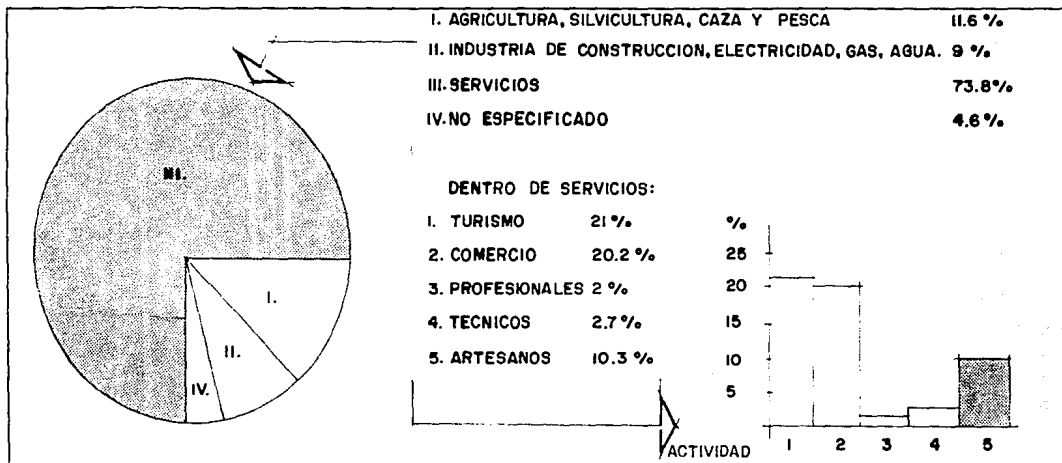 I. AGRICULTURA, SILVICULTURA, CAZA Y PESCA 11.6 %
II. INDUSTRIA DE CONSTRUCCION, ELECTRICIDAD, GAS, AGUA. 9 %
III. SERVICIOS 73.8%
IV. NO ESPECIFICADO 4.6 %
III.
I.
II.
IV.
DENTRO DE SERVICIOS:
1. TURISMO 21 %
2. COMERCIO 20.2 %
3. PROFESIONALES 2 %
4. TECNICOS 2.7 %
5. ARTESANOS 10.3 %
%
25
20
15
10
5
ACTIVIDAD 1 2 3 4 5